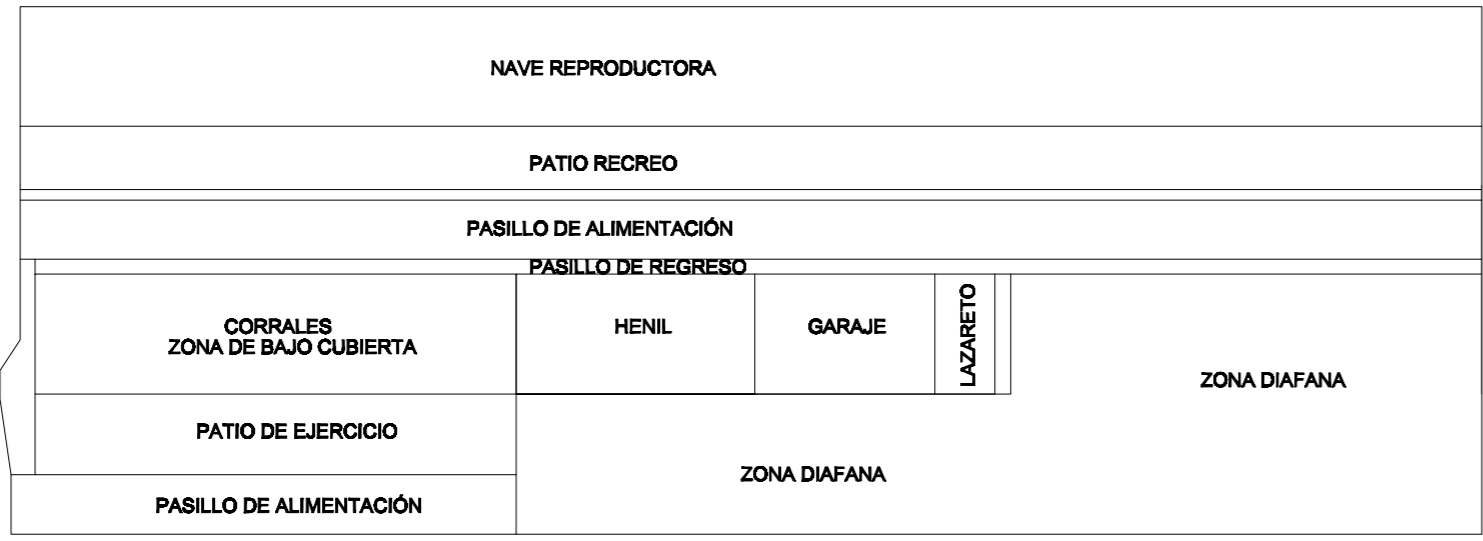 NAVE REPRODUCTORA
PATIO RECREO
PASILLO DE ALIMENTACIÓN
PASILLO DE REGRESO
CORRALES
ZONA DE BAJO CUBIERTA
HENIL
GARAJE
LAZARETO
ZONA DIAFANA
PATIO DE EJERCICIO
ZONA DIAFANA
PASILLO DE ALIMENTACIÓN